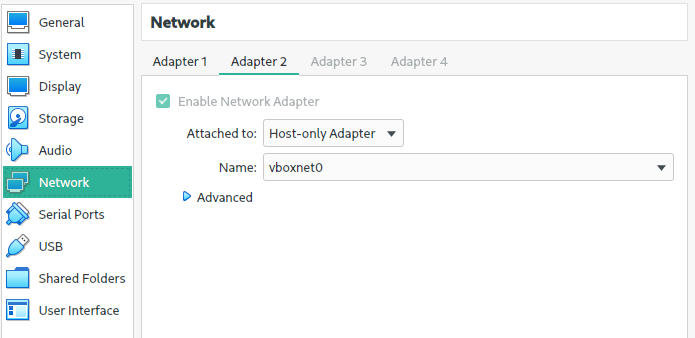 General
System
Display
Storage
Audio
Network
Serial Ports
USB
Shared Folders
User Interface
Network
Adapter 1 Adapter 2 Adapter 3 Adapter 4
Enable Network Adapter
Attached to: Host-only Adapter
Name: vboxnet0
Advanced